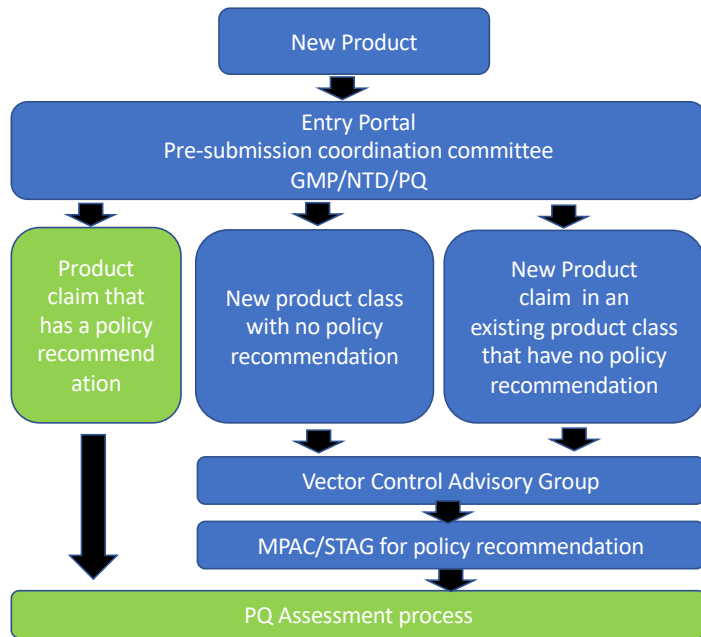 New Product
Entry Portal
Pre-submission coordination committee
GMP/NTD/PQ
Product
claim that
has a policy
recommend
ation
New product class
with no policy
recommendation
New Product
claim in an
existing product class
that have no policy
recommendation
Vector Control Advisory Group
MPAC/STAG for policy recommendation
PQ Assessment process